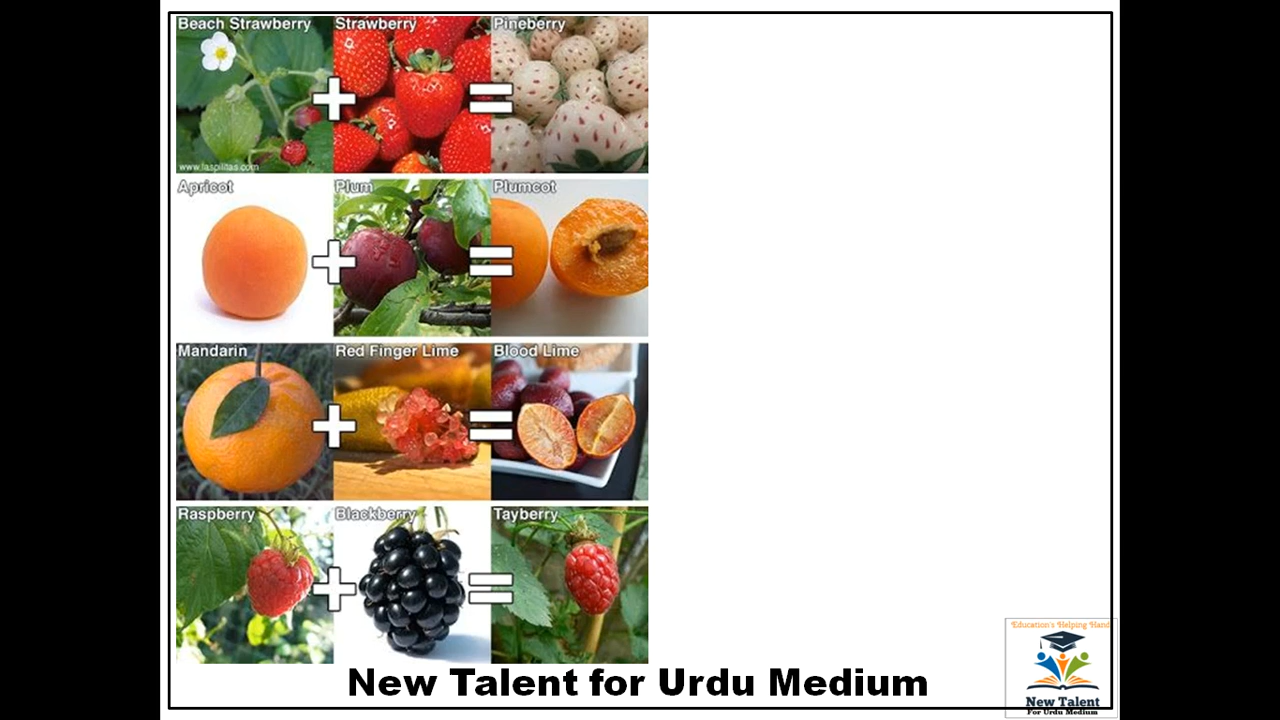 Beach Strawberry
Strawberry
Pineberry
www.laspilitas.com
Apricot
Plum
Plumcot
Mandarin
Red Finger Lime
Blood Lime
Raspberry
Blackberry
Tayberry
New Talent for Urdu Medium
Education's Helping Hand
New Talent
For Urdu Medium